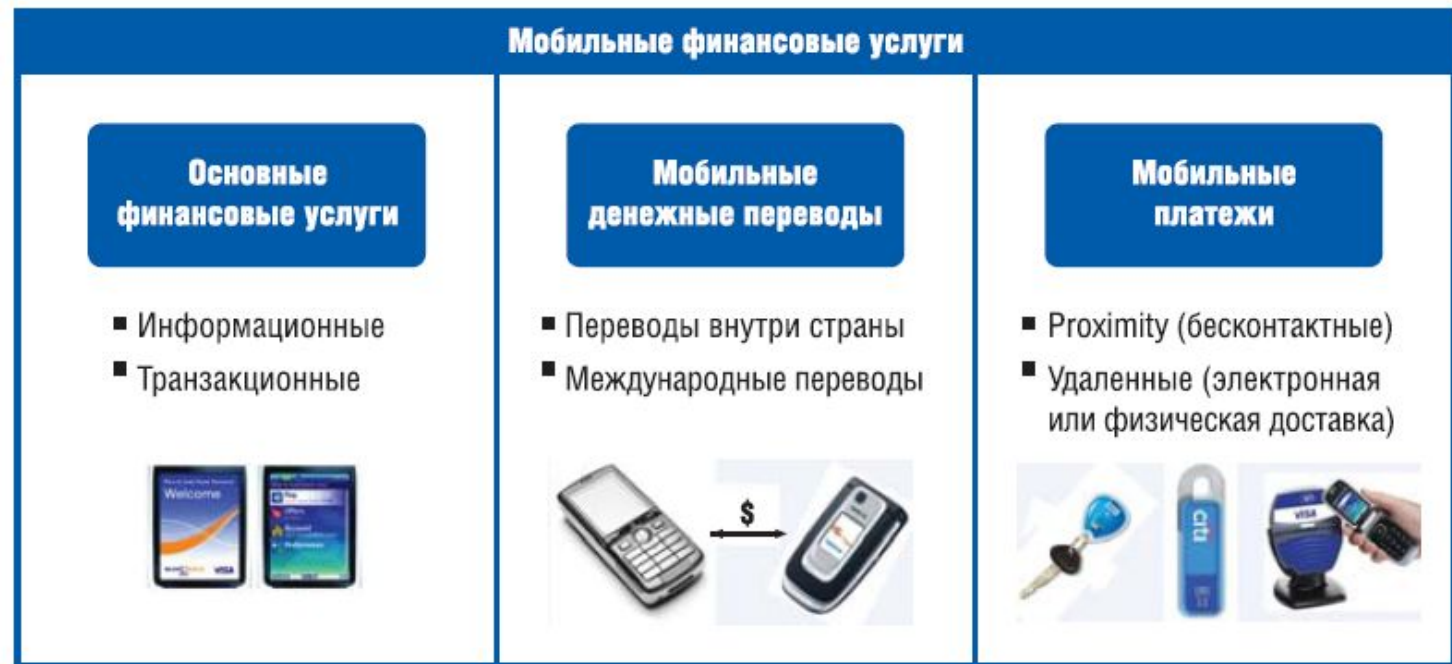 Мобильные финансовые услуги
Основные
финансовые услуги
▪ Информационные
▪ Транзакционные
Welcome
VISA
Мобильные
денежные переводы
▪ Переводы внутри страны
▪ Международные переводы
$
Мобильные
платежи
▪ Proximity (бесконтактные)
▪ Удаленные (электронная
или физическая доставка)
citi
VISA